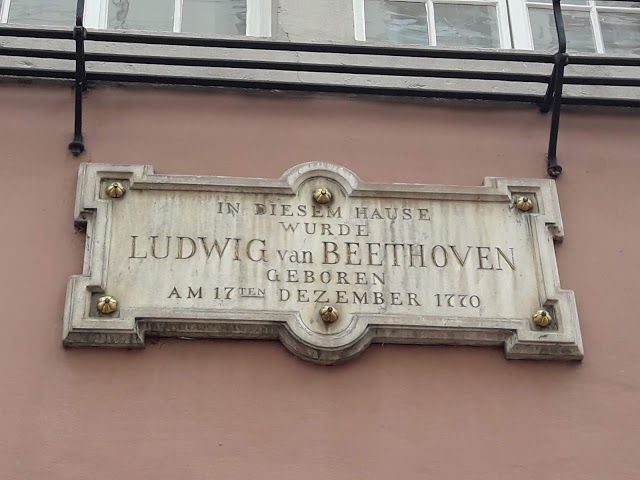 IN DIESEM HAUSE
WURDE
LUDWIG van BEETHOVEN
GEBOREN
AM 17TEN DEZEMBER 1770